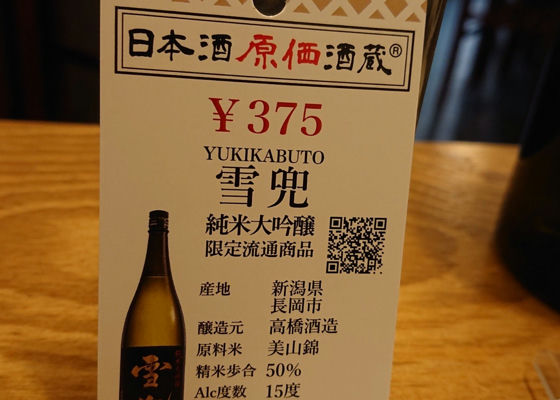 日本酒原価酒蔵®
¥375
YUKIKABUTO
雪兜
純米大吟醸
限定流通商品
産地 新潟県
長岡市
醸造元 高橋酒造
原料米 美山錦
精米歩合 50%
Alc度数 15度
雪